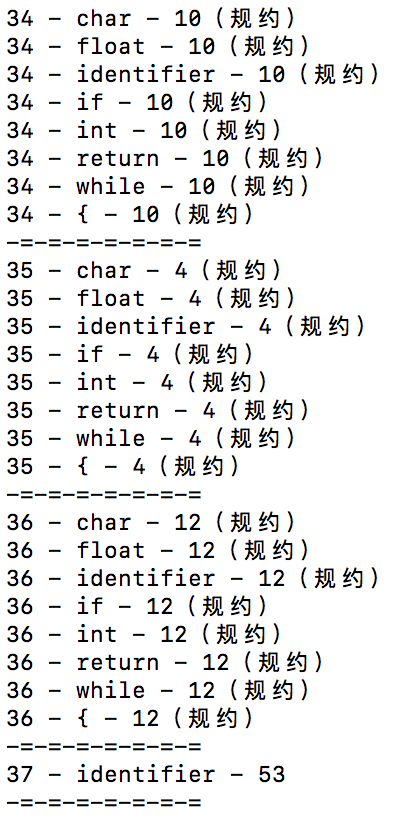 34 - char - 10（规约）
34 - float - 10（规约）
34 - identifier - 10（规约）
34 - if - 10（规约）
34 - int - 10（规约）
34 - return - 10（规约）
34 - while - 10（规约）
34 - { - 10（规约）
-=-=-=-=-=-=-=
35 - char - 4（规约）
35 - float - 4（规约）
35 - identifier - 4（规约）
35 - if - 4（规约）
35 - int - 4（规约）
35 - return - 4（规约）
35 - while - 4（规约）
35 - { - 4（规约）
-=-=-=-=-=-=-=
36 - char - 12（规约）
36 - float - 12（规约）
36 - identifier - 12（规约）
36 - if - 12（规约）
36 - int - 12（规约）
36 - return - 12（规约）
36 - while - 12（规约）
36 - { - 12（规约）
-=-=-=-=-=-=-=
37 - identifier - 53
-=-=-=-=-=-=-=